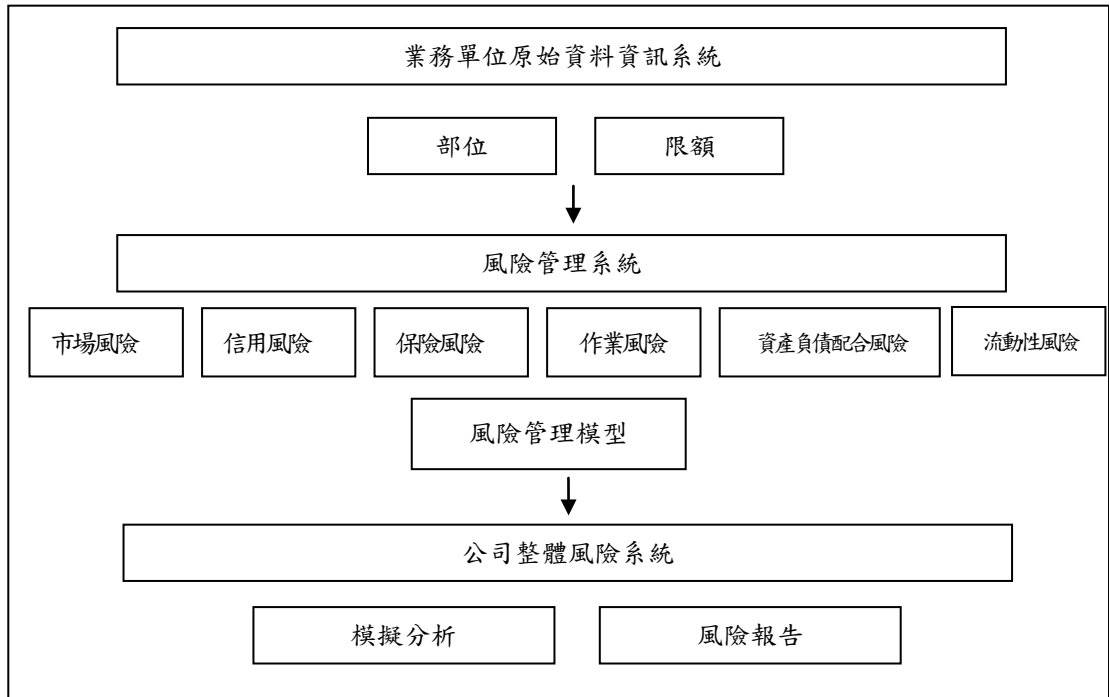 業務單位原始資料資訊系統
部位
限額
風險管理系統
市場風險
信用風險
保險風險
作業風險
資產負債配合風險
流動性風險
風險管理模型
公司整體風險系統
模擬分析
風險報告